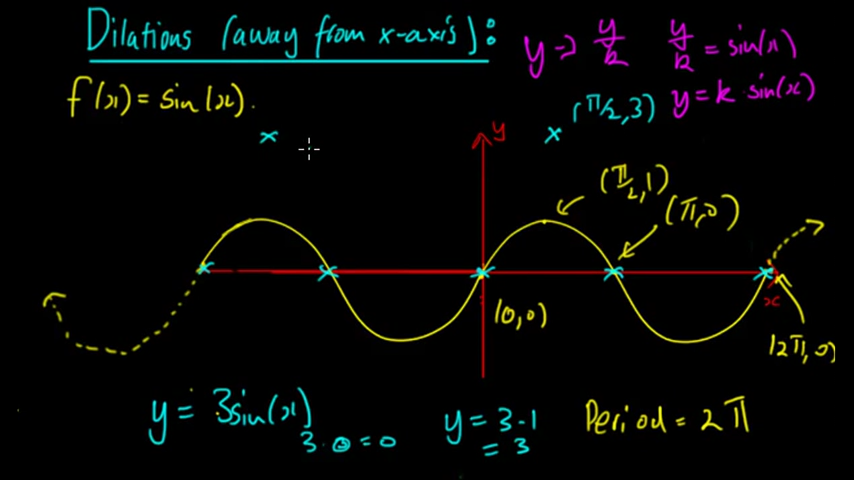 Dilations (away from x-axis):
y → y/k   y/k = sin(x)
y = k sin(x)
f(x) = sin(x).
(π/2, 3)
y
(π/2, 1)
(π, 0)
(0, 0)
x
(2π, 0)
y = 3sin(x)
3 · 0 = 0
y = 3 · 1
= 3
Period = 2π